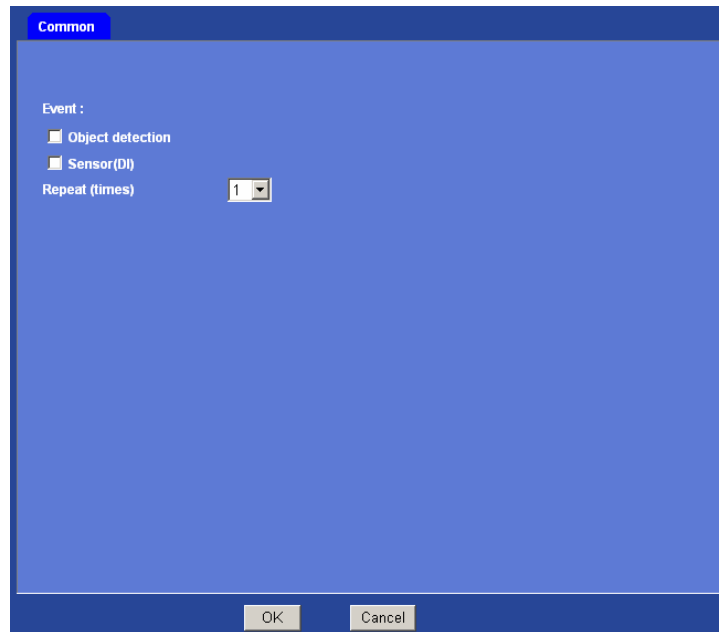 Common
Event :
Object detection
Sensor(DI)
Repeat (times) 1
OK Cancel